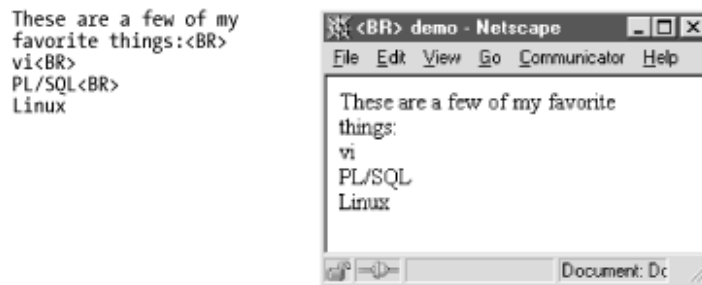 These are a few of my
favorite things:<BR>
vi<BR>
PL/SQL<BR>
Linux
<BR> demo - Netscape
File Edit View Go Communicator Help
These are a few of my favorite
things:
vi
PL/SQL
Linux
Document: Dc